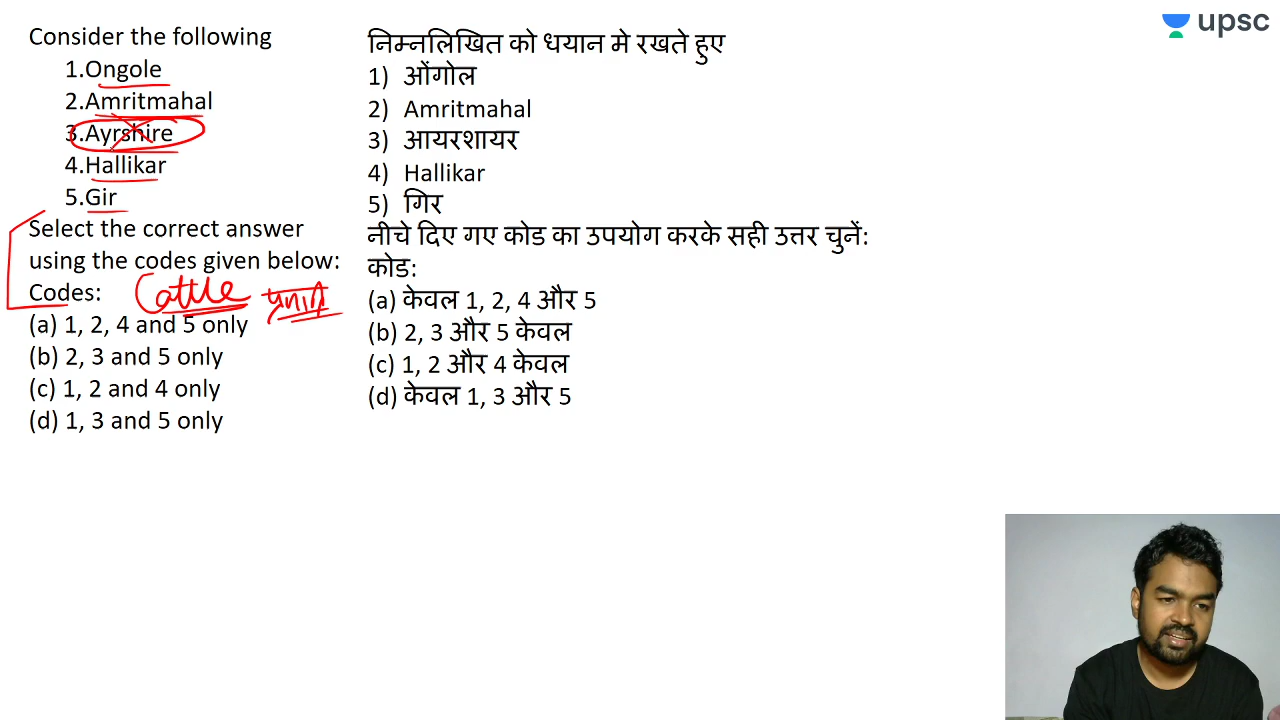 upsc
Consider the following
1.Ongole
2.Amritmahal
3.Ayrshire
4.Hallikar
5.Gir
Select the correct answer
using the codes given below:
Codes:
Cattle
(a) 1, 2, 4 and 5 only
(b) 2, 3 and 5 only
(c) 1, 2 and 4 only
(d) 1, 3 and 5 only
निम्नलिखित को धयान मे रखते हुए
1) ओंगोल
2) Amritmahal
3) आयरशायर
4) Hallikar
5) गिर
नीचे दिए गए कोड का उपयोग करके सही उत्तर चुनें:
कोड:
(a) केवल 1, 2, 4 और 5
(b) 2, 3 और 5 केवल
(c) 1, 2 और 4 केवल
(d) केवल 1, 3 और 5